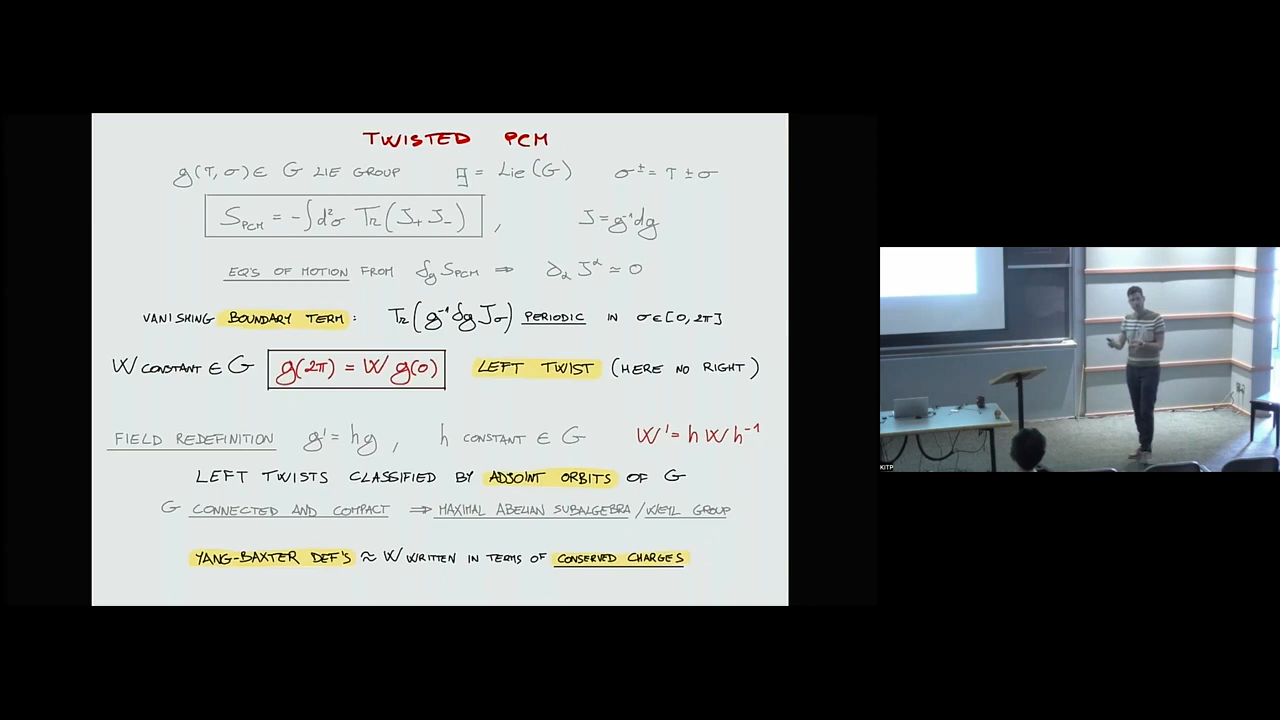 TWISTED PCM
g(τ,σ) ∈ G LIE GROUP g = Lie(G) σ± = τ ± σ
S_PCM = -∫d²σ Tr(J₊ J₋) , J = g⁻¹dg
EQ'S OF MOTION FROM δ_g S_PCM ⇒ ∂_α J^α ≃ 0
VANISHING BOUNDARY TERM: Tr(g⁻¹δg J_σ) PERIODIC IN σ∈[0,2π]
W CONSTANT ∈ G g(2π) = W g(0) LEFT TWIST (HERE NO RIGHT)
FIELD REDEFINITION g' = hg , h CONSTANT ∈ G W' = h W h⁻¹
LEFT TWISTS CLASSIFIED BY ADJOINT ORBITS OF G
G CONNECTED AND COMPACT ⇒ MAXIMAL ABELIAN SUBALGEBRA/WEYL GROUP
YANG-BAXTER DEF'S ≈ W WRITTEN IN TERMS OF CONSERVED CHARGES
KITP